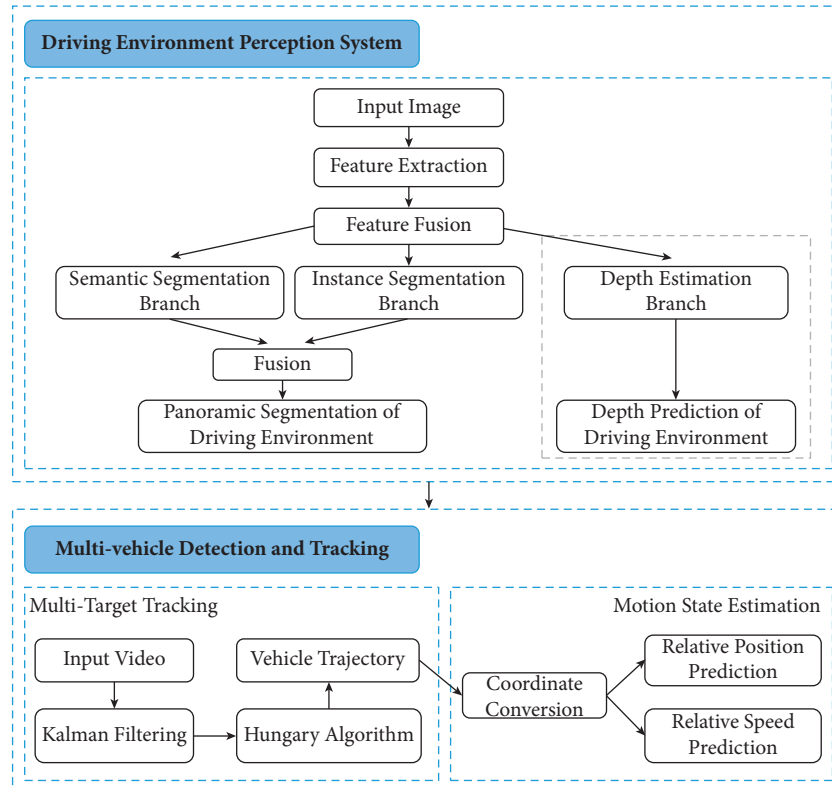 Driving Environment Perception System
Input Image
Feature Extraction
Feature Fusion
Semantic Segmentation
Branch
Instance Segmentation
Branch
Depth Estimation
Branch
Fusion
Panoramic Segmentation of
Driving Environment
Depth Prediction of
Driving Environment
Multi-vehicle Detection and Tracking
Multi-Target Tracking
Input Video
Vehicle Trajectory
Kalman Filtering
Hungary Algorithm
Motion State Estimation
Coordinate
Conversion
Relative Position
Prediction
Relative Speed
Prediction